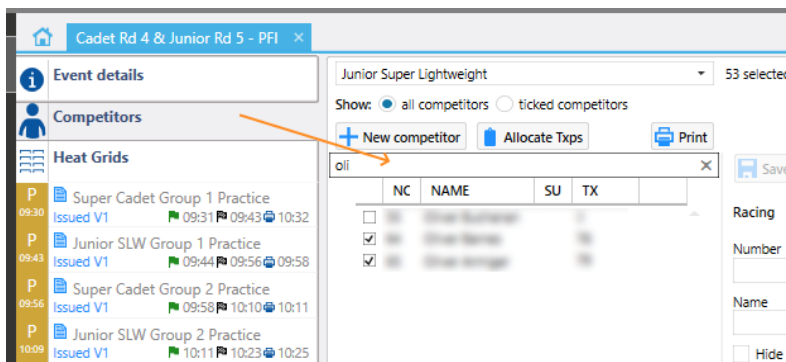 Cadet Rd 4 & Junior Rd 5 - PFI ×
Event details
Competitors
Heat Grids
P
09:30
Super Cadet Group 1 Practice
Issued V1 09:31 09:43 10:32
P
09:43
Junior SLW Group 1 Practice
Issued V1 09:44 09:56 09:58
P
09:56
Super Cadet Group 2 Practice
Issued V1 09:58 10:10 10:11
P
10:09
Junior SLW Group 2 Practice
Issued V1 10:11 10:23 10:25
Junior Super Lightweight
53 selected
Show: all competitors ticked competitors
New competitor Allocate Txps Print
oli
NC NAME SU TX
Save
Racing
Number
Name
Hide